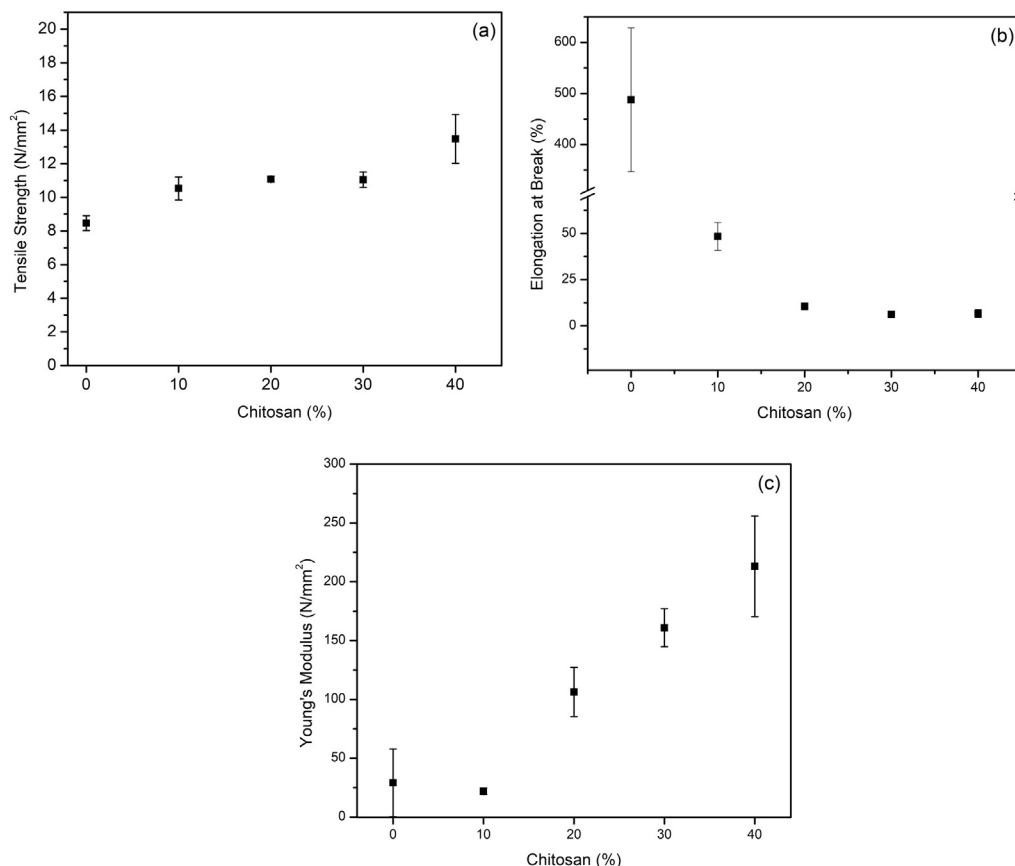 (a)
Tensile Strength (N/mm²)
20
18
16
14
12
10
8
6
4
2
0
0 10 20 30 40
Chitosan (%)
(b)
Elongation at Break (%)
600
500
400
50
25
0
0 10 20 30 40
Chitosan (%)
(c)
Young's Modulus (N/mm²)
300
250
200
150
100
50
0
0 10 20 30 40
Chitosan (%)